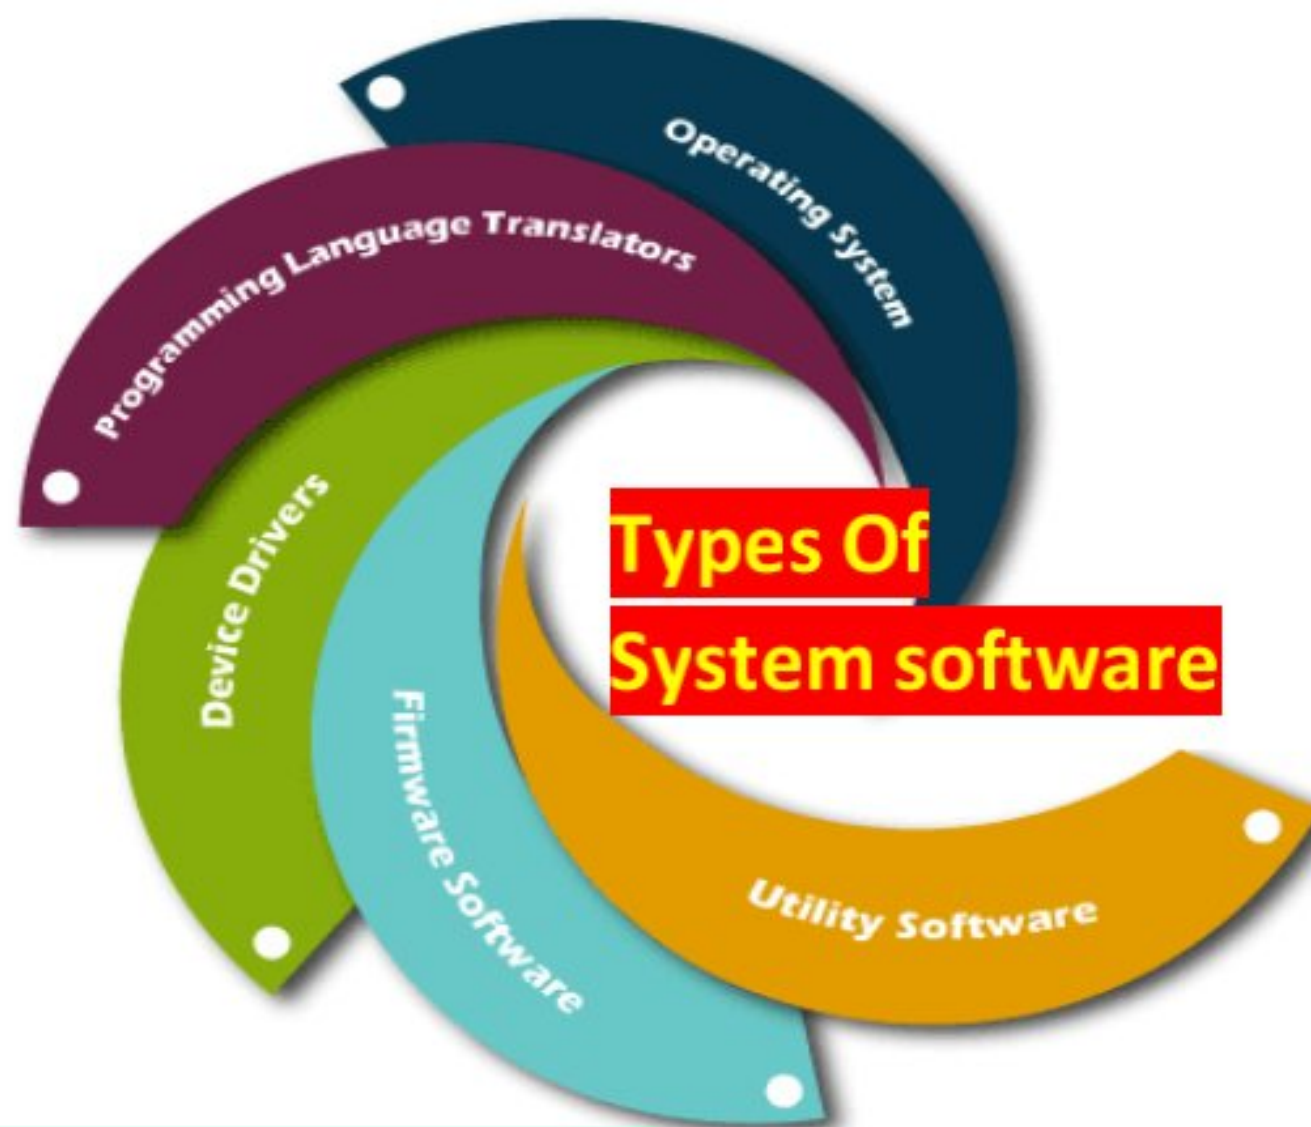 Operating System
Programming Language Translators
Device Drivers
Firmware Software
Utility Software
Types Of
System software